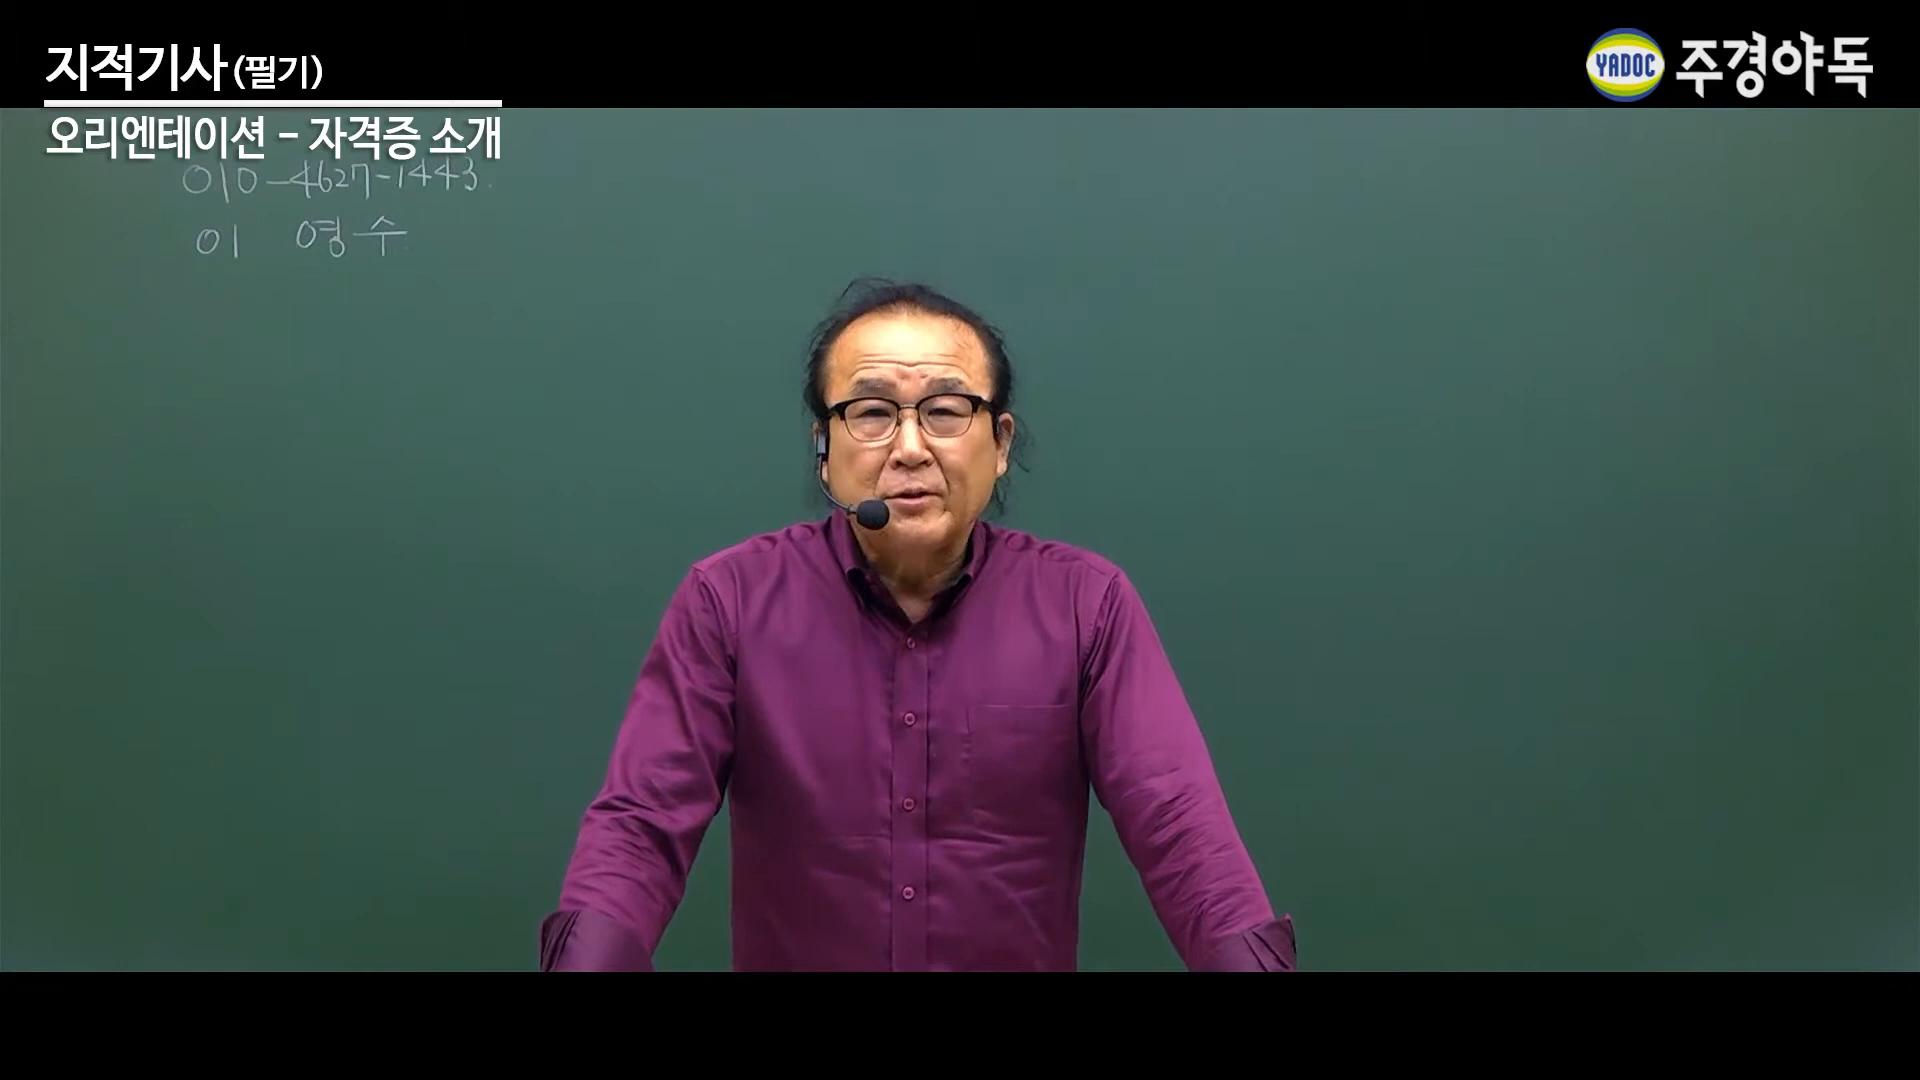 지적기사(필기)
YADOC 주경야독
오리엔테이션 - 자격증 소개
010-4627-1443.
이 영수